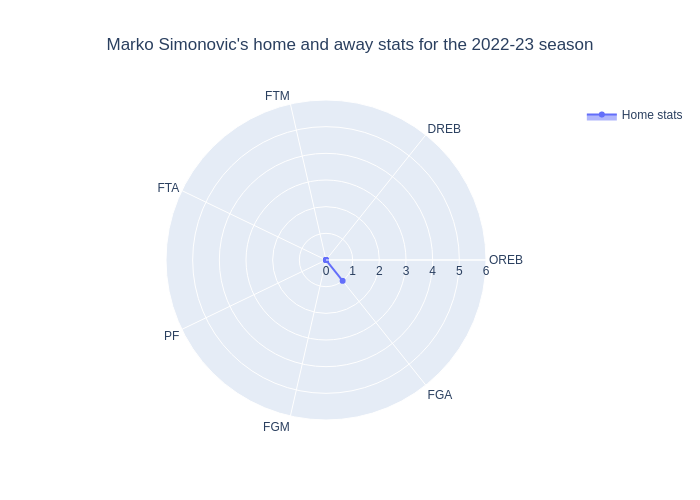 Marko Simonovic's home and away stats for the 2022-23 season
FTM
DREB
Home stats
FTA
OREB
0 1 2 3 4 5 6
PF
FGA
FGM